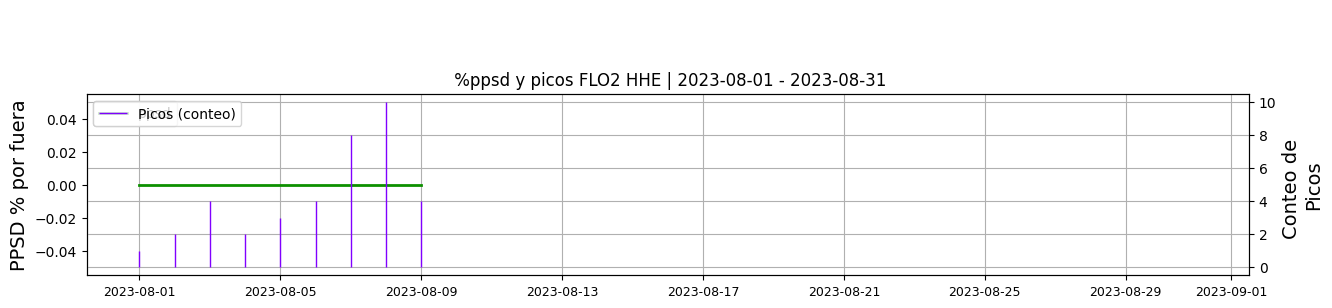 %ppsd y picos FLO2 HHE | 2023-08-01 - 2023-08-31
Picos (conteo)
PPSD % por fuera
0.04
0.02
0.00
−0.02
−0.04
10
8
6
4
2
0
Conteo de
Picos
2023-08-01 2023-08-05 2023-08-09 2023-08-13 2023-08-17 2023-08-21 2023-08-25 2023-08-29 2023-09-01